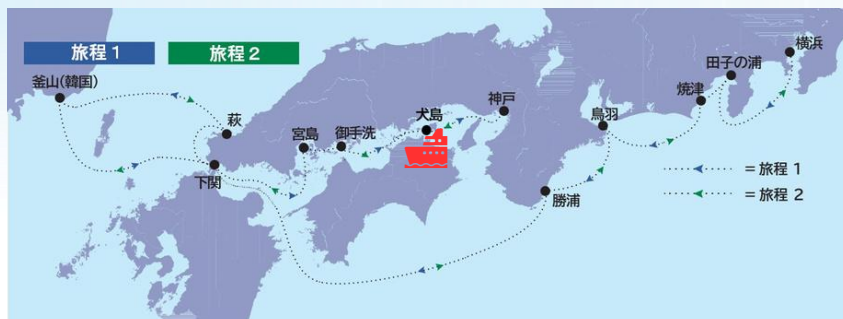 旅程 1
旅程 2
釜山(韓国)
萩
下関
宮島
御手洗
犬島
神戸
勝浦
鳥羽
焼津
田子の浦
横浜
= 旅程 1
= 旅程 2